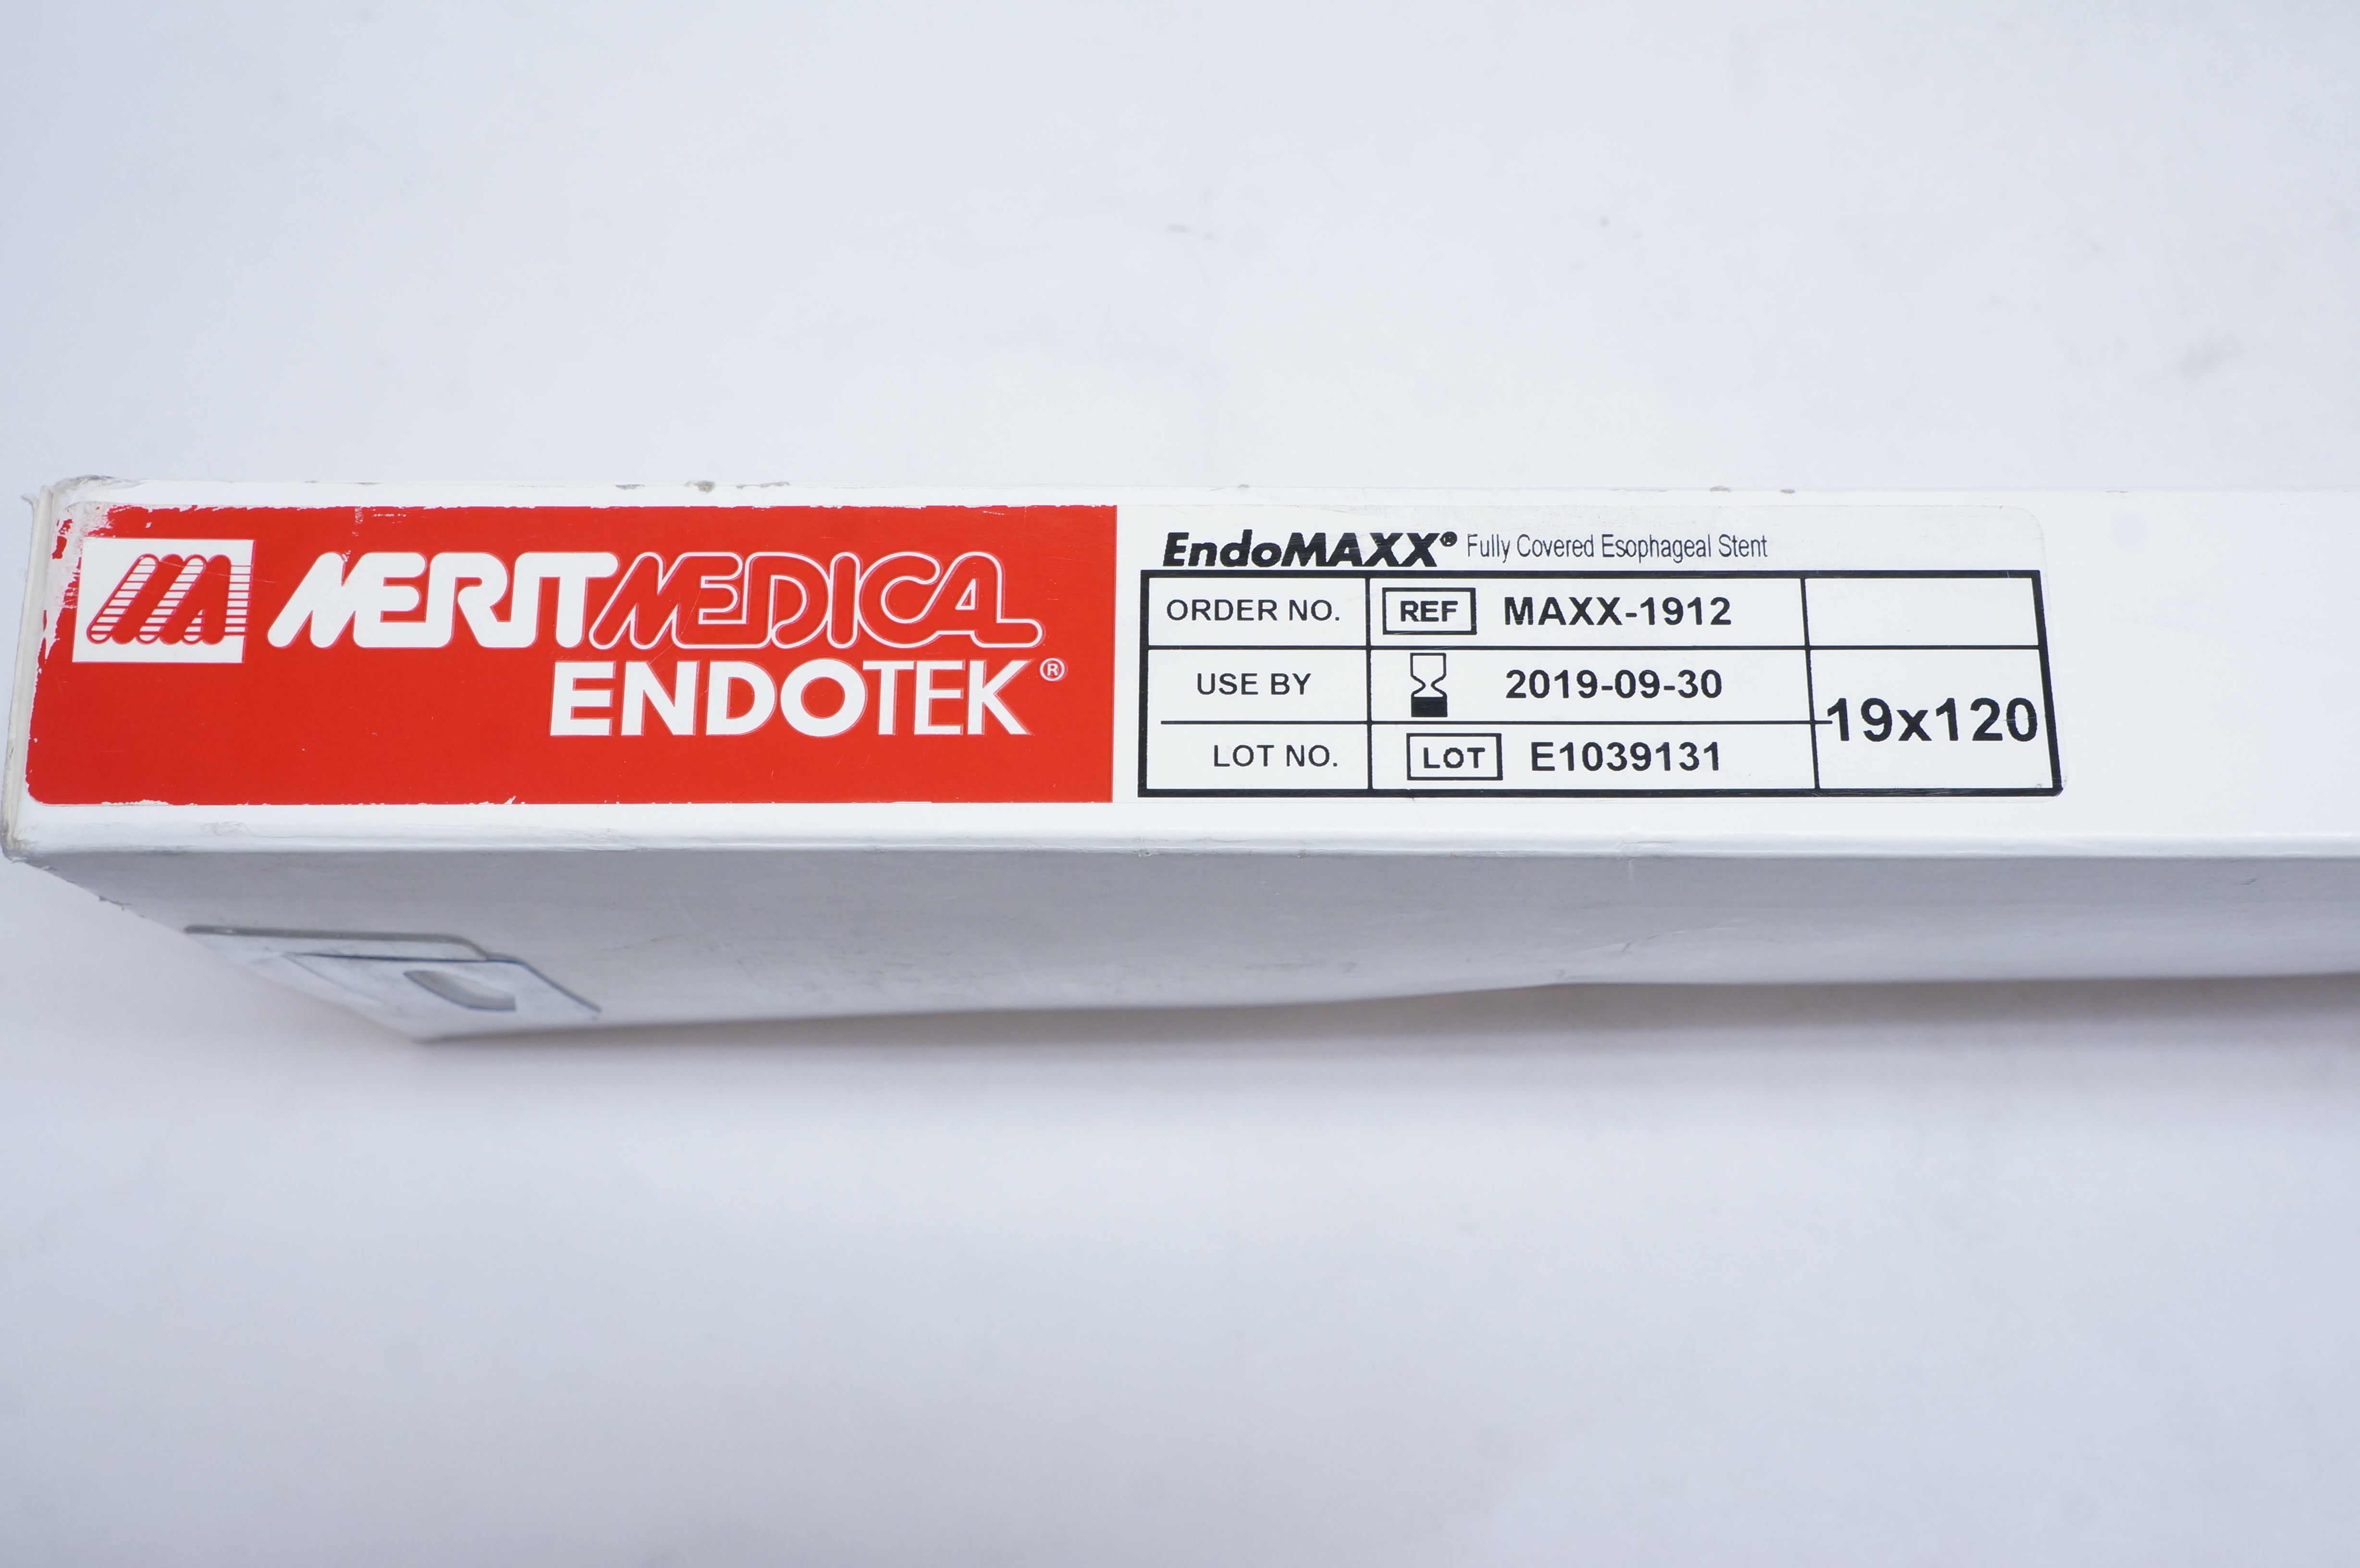 MERITMEDICAL
ENDOTEK®
EndoMAXX® Fully Covered Esophageal Stent
ORDER NO. REF MAXX-1912
USE BY 2019-09-30
19x120
LOT NO. LOT E1039131